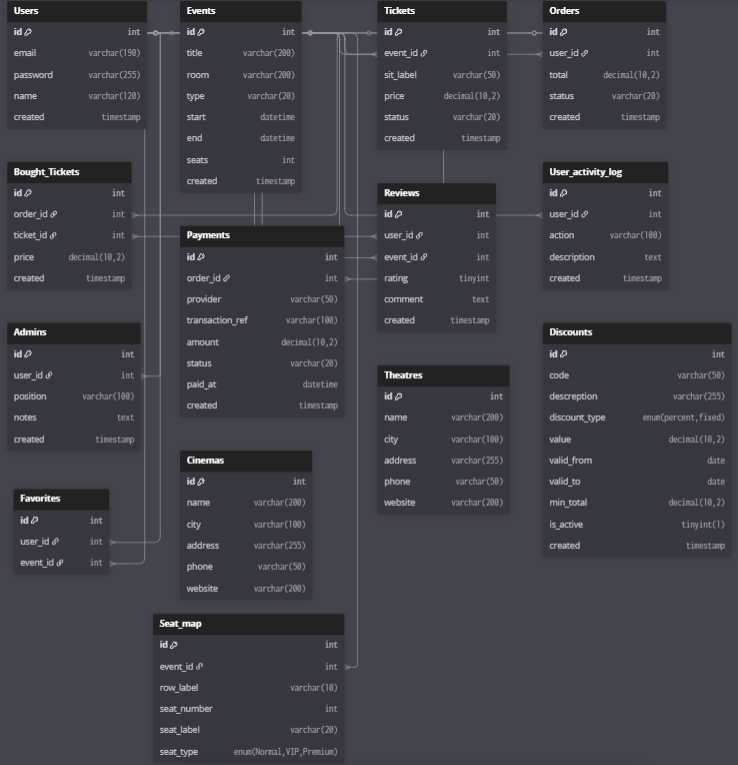 Users
id int
email varchar(190)
password varchar(255)
name varchar(120)
created timestamp
Events
id int
title varchar(200)
room varchar(200)
type varchar(20)
start datetime
end datetime
seats int
created timestamp
Tickets
id int
event_id int
sit_label varchar(50)
price decimal(10,2)
status varchar(20)
created timestamp
Orders
id int
user_id int
total decimal(10,2)
status varchar(20)
created timestamp
Bought_Tickets
id int
order_id int
ticket_id int
price decimal(10,2)
created timestamp
Payments
id int
order_id int
provider varchar(50)
transaction_ref varchar(100)
amount decimal(10,2)
status varchar(20)
paid_at datetime
created timestamp
Reviews
id int
user_id int
event_id int
rating tinyint
comment text
created timestamp
User_activity_log
id int
user_id int
action varchar(100)
description text
created timestamp
Admins
id int
user_id int
position varchar(100)
notes text
created timestamp
Theatres
id int
name varchar(200)
city varchar(100)
address varchar(255)
phone varchar(50)
website varchar(200)
Discounts
id int
code varchar(50)
descreption varchar(255)
discount_type enum(percent,fixed)
value decimal(10,2)
valid_from date
valid_to date
min_total decimal(10,2)
is_active tinyint(1)
created timestamp
Favorites
id int
user_id int
event_id int
Cinemas
id int
name varchar(200)
city varchar(100)
address varchar(255)
phone varchar(50)
website varchar(200)
Seat_map
id int
event_id int
row_label varchar(10)
seat_number int
seat_label varchar(20)
seat_type enum(Normal,VIP,Premium)